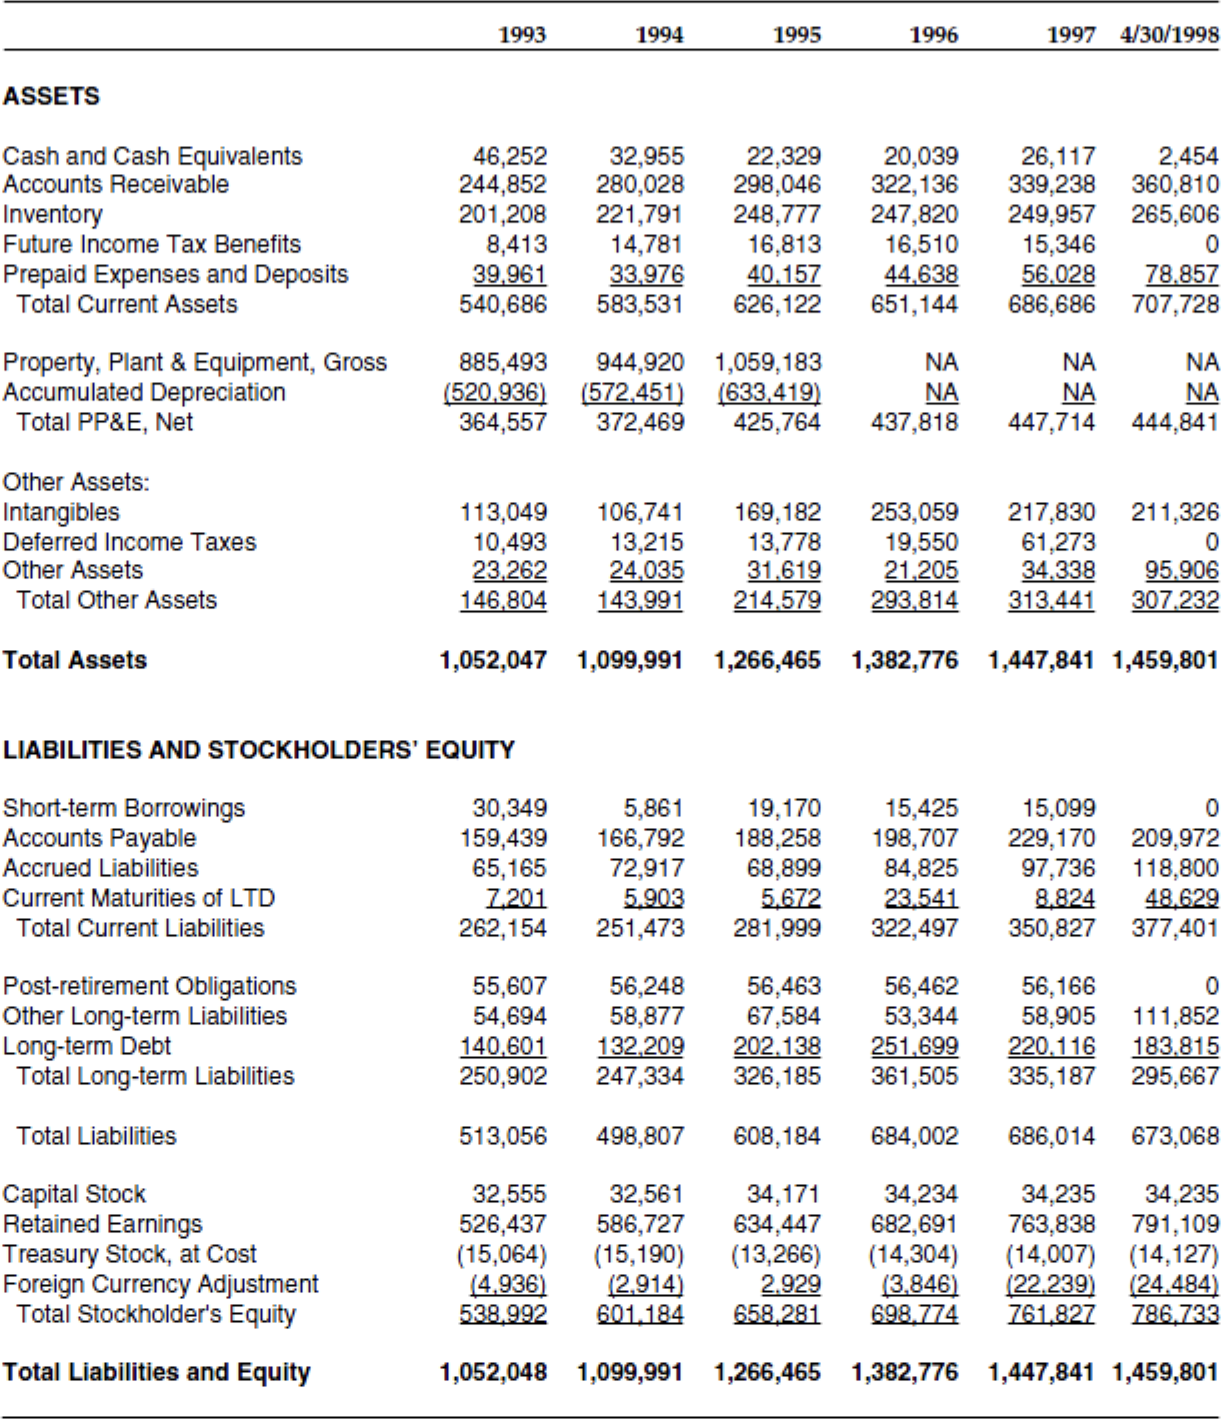 1993 1994 1995 1996 1997 4/30/1998
ASSETS
Cash and Cash Equivalents 46,252 32,955 22,329 20,039 26,117 2,454
Accounts Receivable 244,852 280,028 298,046 322,136 339,238 360,810
Inventory 201,208 221,791 248,777 247,820 249,957 265,606
Future Income Tax Benefits 8,413 14,781 16,813 16,510 15,346 0
Prepaid Expenses and Deposits 39,961 33,976 40,157 44,638 56,028 78,857
Total Current Assets 540,686 583,531 626,122 651,144 686,686 707,728
Property, Plant & Equipment, Gross 885,493 944,920 1,059,183 NA NA NA
Accumulated Depreciation (520,936) (572,451) (633,419) NA NA NA
Total PP&E, Net 364,557 372,469 425,764 437,818 447,714 444,841
Other Assets:
Intangibles 113,049 106,741 169,182 253,059 217,830 211,326
Deferred Income Taxes 10,493 13,215 13,778 19,550 61,273 0
Other Assets 23,262 24,035 31,619 21,205 34,338 95,906
Total Other Assets 146,804 143,991 214,579 293,814 313,441 307,232
Total Assets 1,052,047 1,099,991 1,266,465 1,382,776 1,447,841 1,459,801
LIABILITIES AND STOCKHOLDERS' EQUITY
Short-term Borrowings 30,349 5,861 19,170 15,425 15,099 0
Accounts Payable 159,439 166,792 188,258 198,707 229,170 209,972
Accrued Liabilities 65,165 72,917 68,899 84,825 97,736 118,800
Current Maturities of LTD 7,201 5,903 5,672 23,541 8,824 48,629
Total Current Liabilities 262,154 251,473 281,999 322,497 350,827 377,401
Post-retirement Obligations 55,607 56,248 56,463 56,462 56,166 0
Other Long-term Liabilities 54,694 58,877 67,584 53,344 58,905 111,852
Long-term Debt 140,601 132,209 202,138 251,699 220,116 183,815
Total Long-term Liabilities 250,902 247,334 326,185 361,505 335,187 295,667
Total Liabilities 513,056 498,807 608,184 684,002 686,014 673,068
Capital Stock 32,555 32,561 34,171 34,234 34,235 34,235
Retained Earnings 526,437 586,727 634,447 682,691 763,838 791,109
Treasury Stock, at Cost (15,064) (15,190) (13,266) (14,304) (14,007) (14,127)
Foreign Currency Adjustment (4,936) (2,914) 2,929 (3,846) (22,239) (24,484)
Total Stockholder's Equity 538,992 601,184 658,281 698,774 761,827 786,733
Total Liabilities and Equity 1,052,048 1,099,991 1,266,465 1,382,776 1,447,841 1,459,801